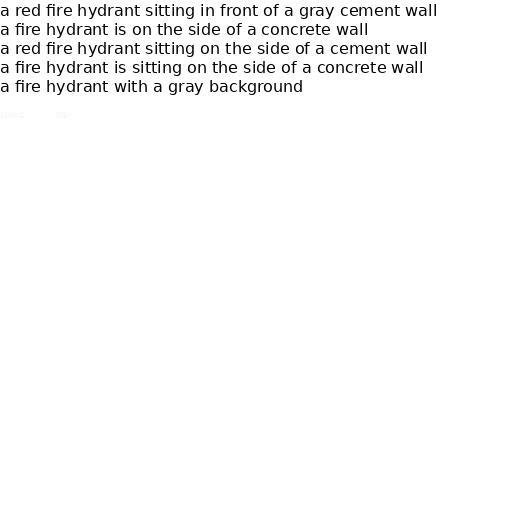 a red fire hydrant sitting in front of a gray cement wall
a fire hydrant is on the side of a concrete wall
a red fire hydrant sitting on the side of a cement wall
a fire hydrant is sitting on the side of a concrete wall
a fire hydrant with a gray background